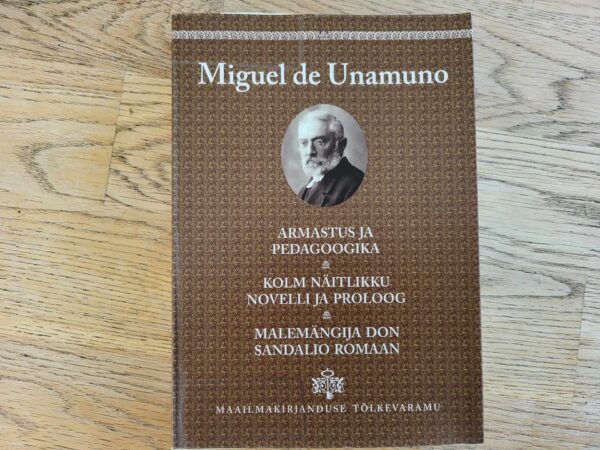 Miguel de Unamuno
ARMASTUS JA
PEDAGOOGIKA
KOLM NÄITLIKKU
NOVELLI JA PROLOOG
MALEMÄNGIJA DON
SANDALIO ROMAAN
MAAILMAKIRJANDUSE TÕLKEVARAMU